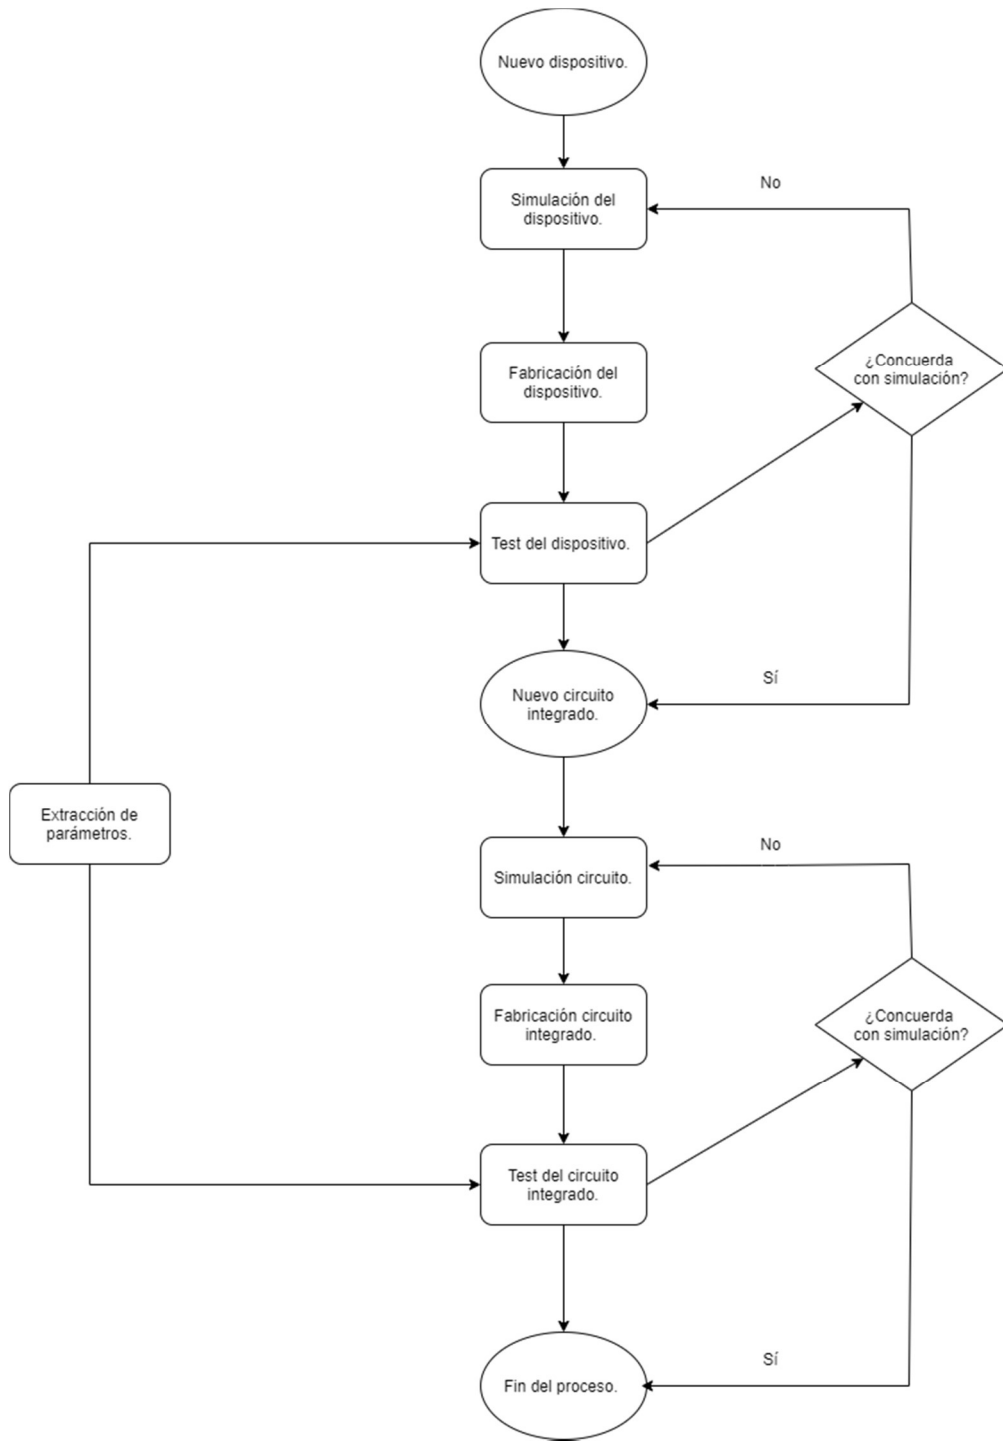 Nuevo dispositivo.
Simulación del
dispositivo.
No
Fabricación del
dispositivo.
¿Concuerda
con simulación?
Test del dispositivo.
Sí
Nuevo circuito
integrado.
Extracción de
parámetros.
Simulación circuito.
No
Fabricación circuito
integrado.
¿Concuerda
con simulación?
Test del circuito
integrado.
Sí
Fin del proceso.